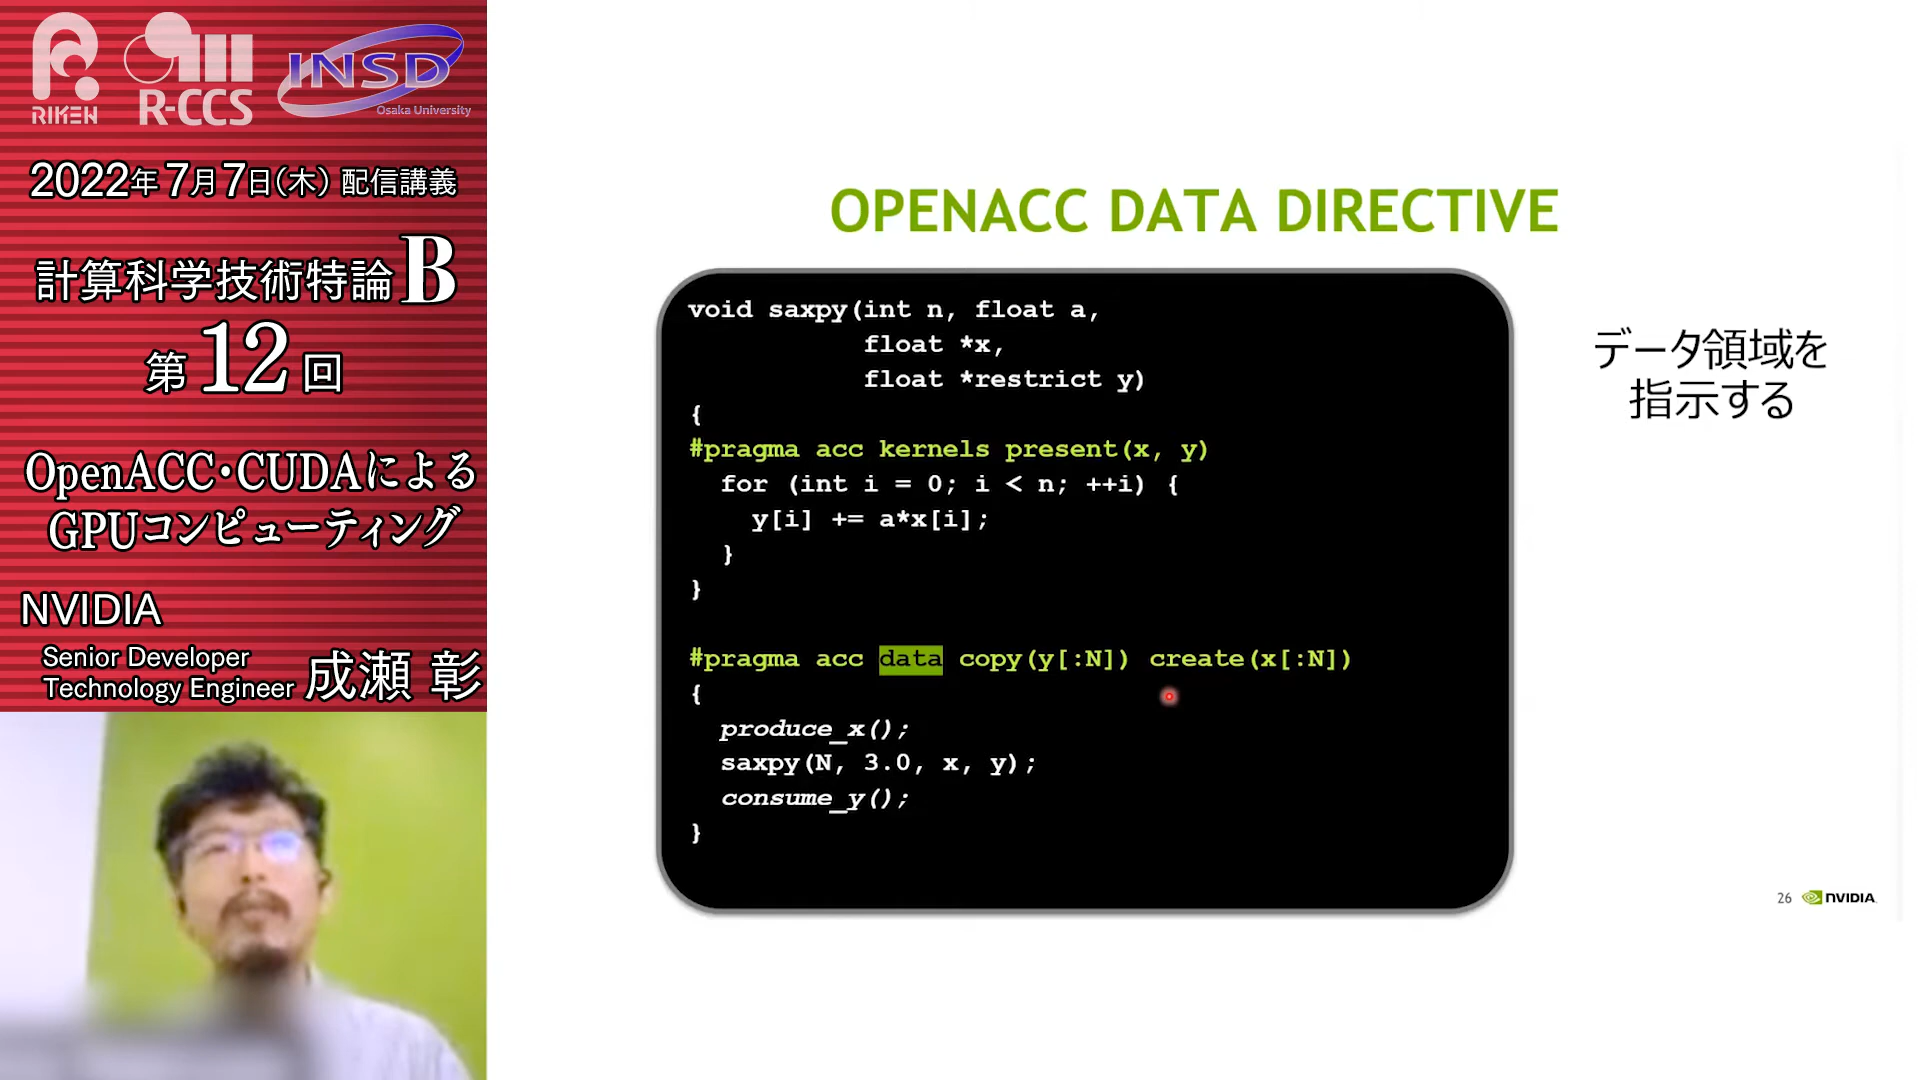 RIKEN
R-CCS
INSD
Osaka University
2022年7月7日(木) 配信講義
計算科学技術特論 B
第12回
OpenACC・CUDAによる
GPUコンピューティング
NVIDIA
Senior Developer
Technology Engineer 成瀬 彰
OPENACC DATA DIRECTIVE
void saxpy(int n, float a,
float *x,
float *restrict y)
{
#pragma acc kernels present(x, y)
for (int i = 0; i < n; ++i) {
y[i] += a*x[i];
}
}
#pragma acc data copy(y[:N]) create(x[:N])
{
produce_x();
saxpy(N, 3.0, x, y);
consume_y();
}
データ領域を
指示する
26 NVIDIA.